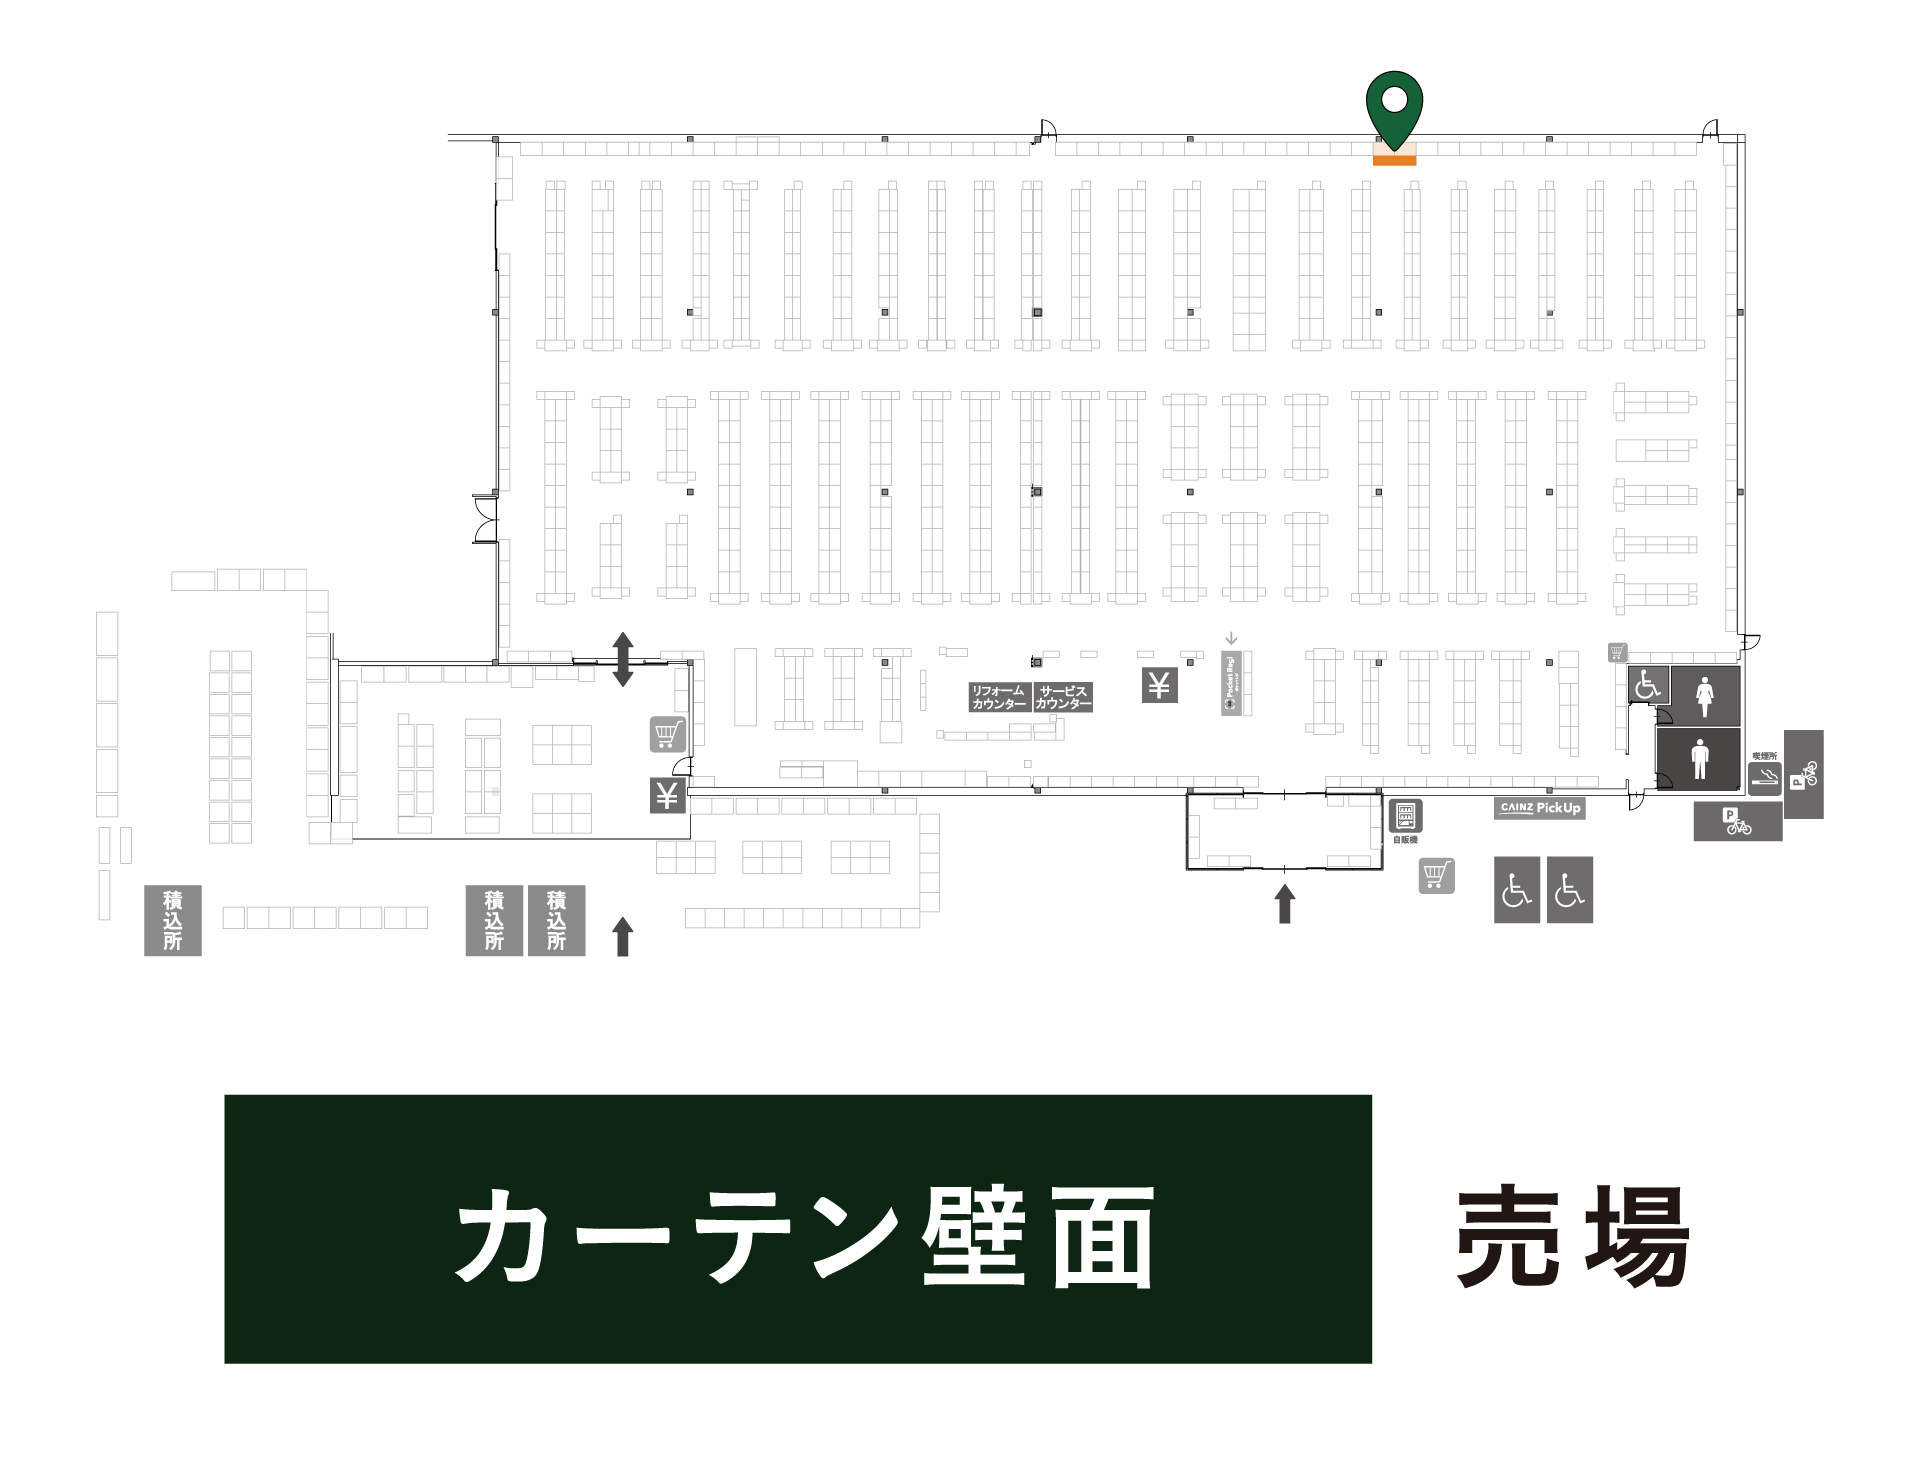 リフォーム
カウンター
サービス
カウンター
¥
Pocket Regi
¥
喫煙所
P
P
CAINZ PickUp
自販機
積込所
積込所
積込所
カーテン壁面 売場